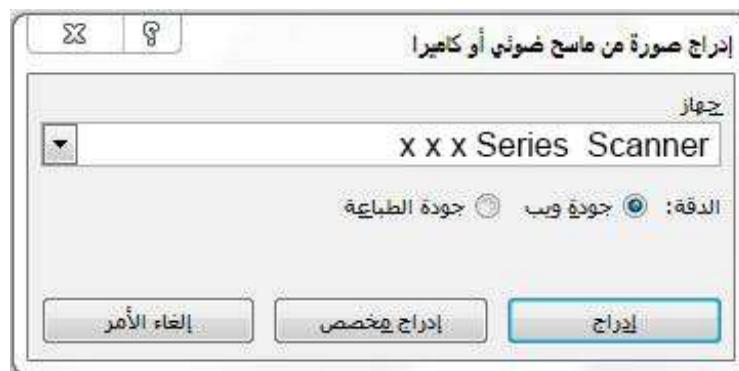 إدراج صورة من ماسح ضوئي أو كاميرا
جهاز
x x x Series Scanner
الدقة: جودة ويب جودة الطباعة
إدراج إدراج مخصص إلغاء الأمر